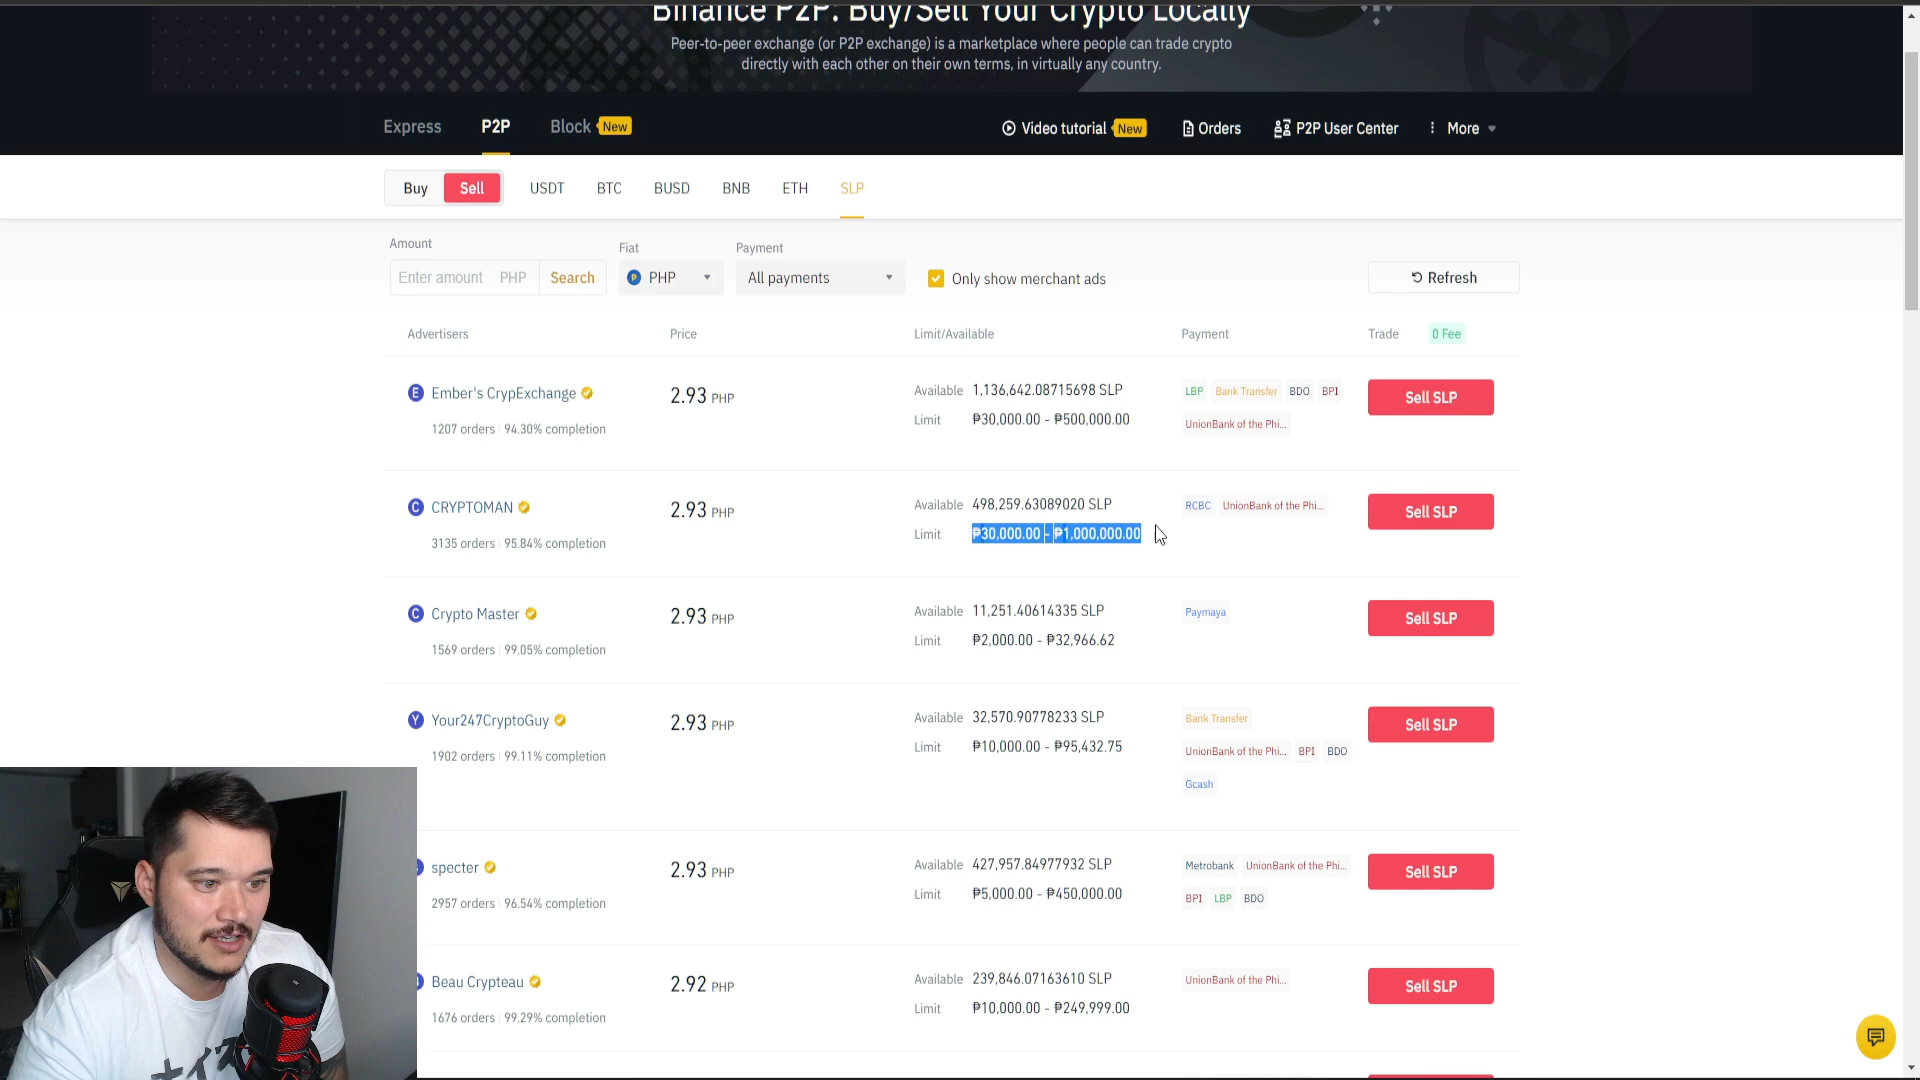 Binance P2P: Buy/Sell Your Crypto Locally
Peer-to-peer exchange (or P2P exchange) is a marketplace where people can trade crypto
directly with each other on their own terms, in virtually any country.
Express P2P Block New Video tutorial New Orders P2P User Center More
Buy Sell USDT BTC BUSD BNB ETH SLP
Amount Fiat Payment
Enter amount PHP Search PHP All payments Only show merchant ads Refresh
Advertisers Price Limit/Available Payment Trade 0 Fee
E Ember's CrypExchange 2.93 PHP Available 1,136,642.08715698 SLP LBP Bank Transfer BDO BPI Sell SLP
1207 orders 94.30% completion Limit ₱30,000.00 - ₱500,000.00 UnionBank of the Phi...
C CRYPTOMAN 2.93 PHP Available 498,259.63089020 SLP RCBC UnionBank of the Phi... Sell SLP
3135 orders 95.84% completion Limit ₱30,000.00 - ₱1,000,000.00
C Crypto Master 2.93 PHP Available 11,251.40614335 SLP Paymaya Sell SLP
1569 orders 99.05% completion Limit ₱2,000.00 - ₱32,966.62
Y Your247CryptoGuy 2.93 PHP Available 32,570.90778233 SLP Bank Transfer Sell SLP
1902 orders 99.11% completion Limit ₱10,000.00 - ₱95,432.75 UnionBank of the Phi... BPI BDO
Gcash
specter 2.93 PHP Available 427,957.84977932 SLP Metrobank UnionBank of the Phi... Sell SLP
2957 orders 96.54% completion Limit ₱5,000.00 - ₱450,000.00 BPI LBP BDO
Beau Crypteau 2.92 PHP Available 239,846.07163610 SLP UnionBank of the Phi... Sell SLP
1676 orders 99.29% completion Limit ₱10,000.00 - ₱249,999.00